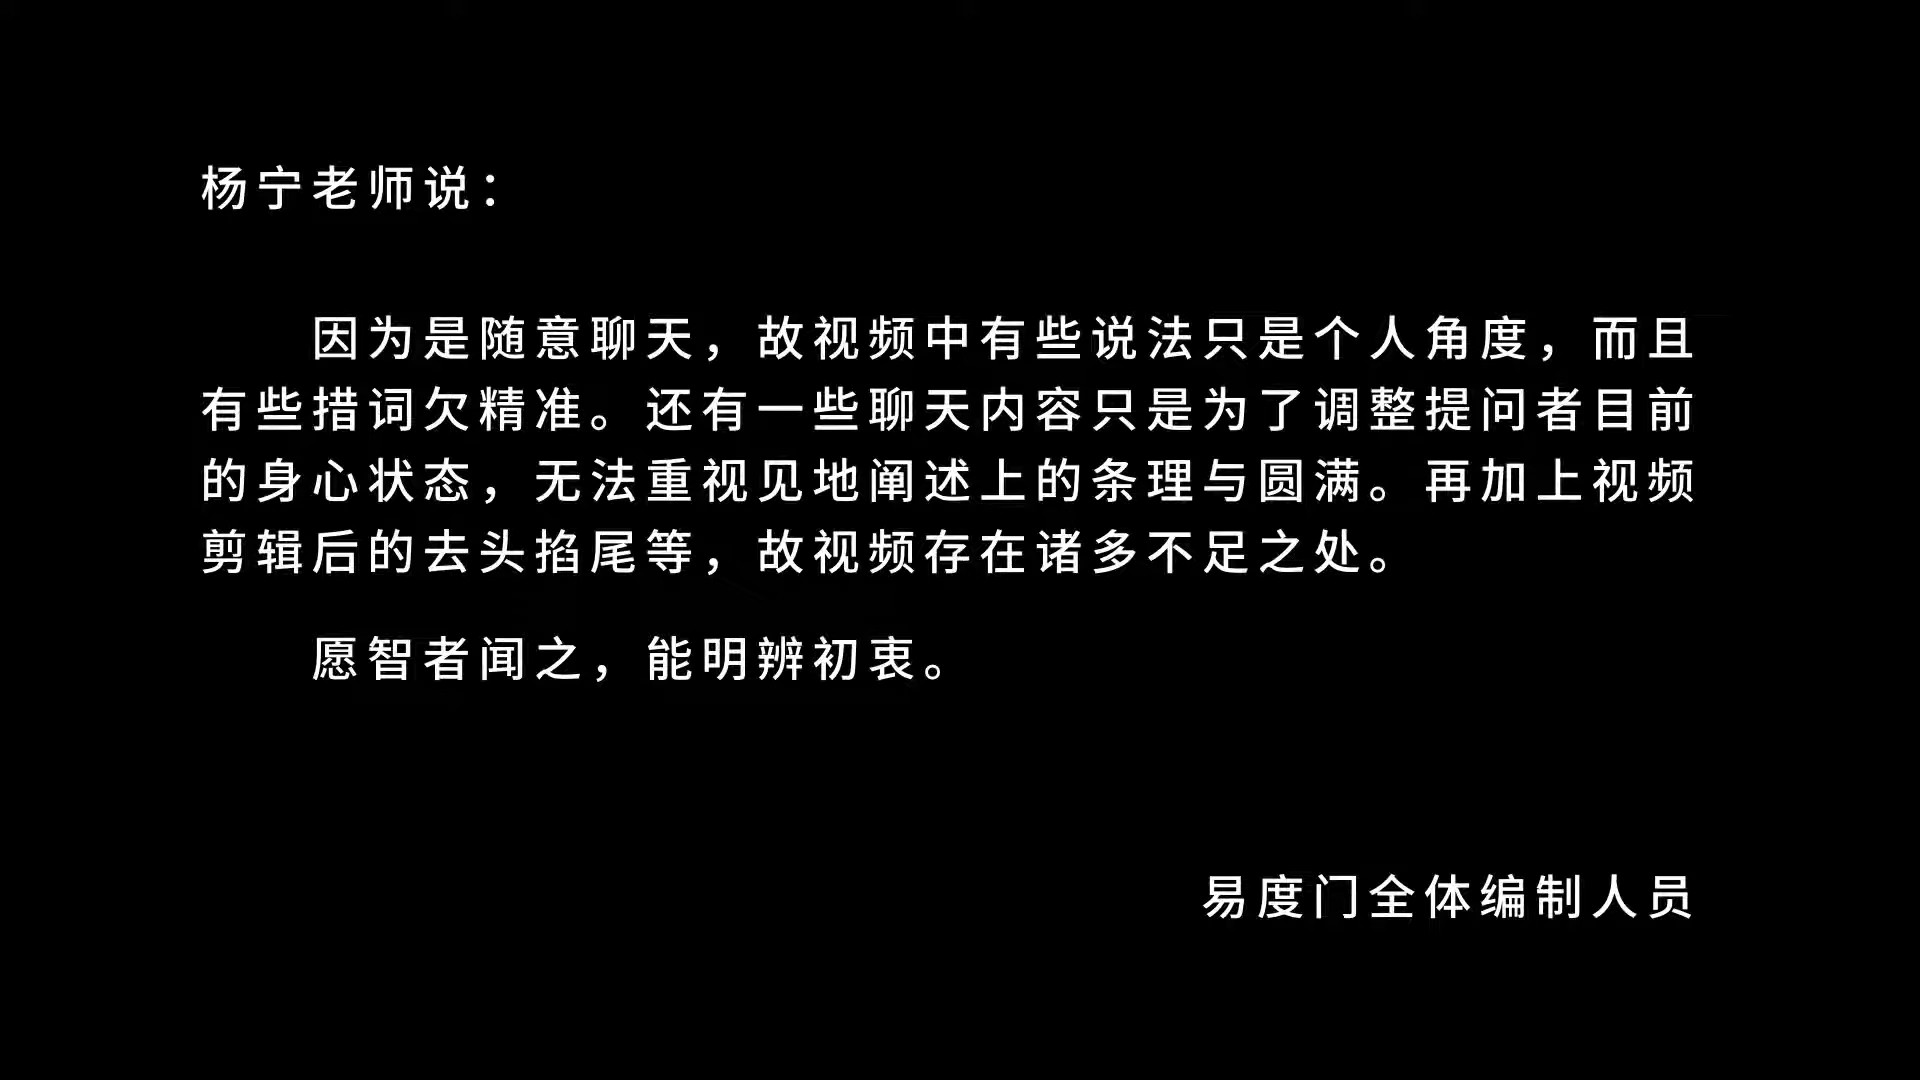 杨宁老师说：
因为是随意聊天，故视频中有些说法只是个人角度，而且
有些措词欠精准。还有一些聊天内容只是为了调整提问者目前
的身心状态，无法重视见地阐述上的条理与圆满。再加上视频
剪辑后的去头掐尾等，故视频存在诸多不足之处。
愿智者闻之，能明辨初衷。
易度门全体编制人员